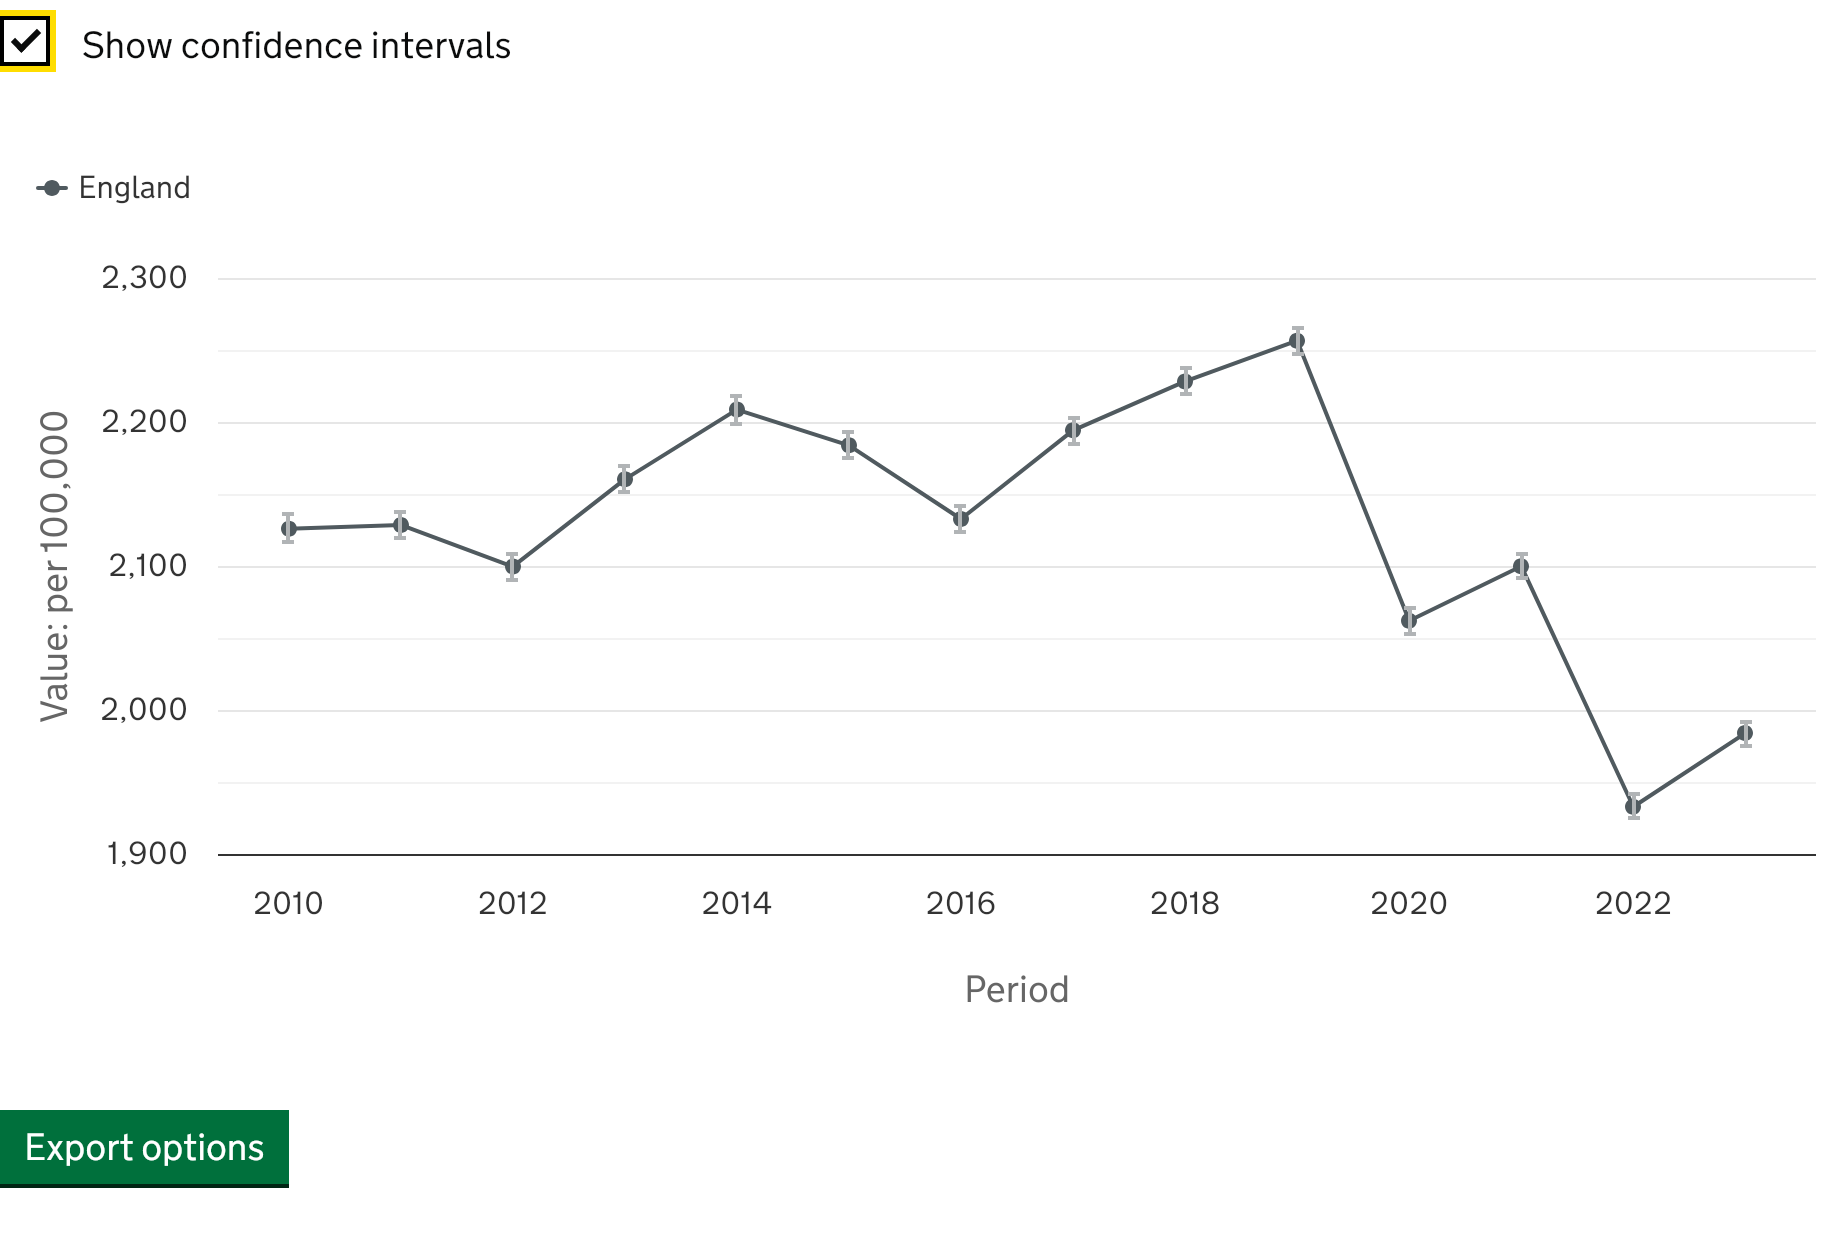 Show confidence intervals
England
2,300
2,200
2,100
2,000
1,900
Value: per 100,000
2010 2012 2014 2016 2018 2020 2022
Period
Export options